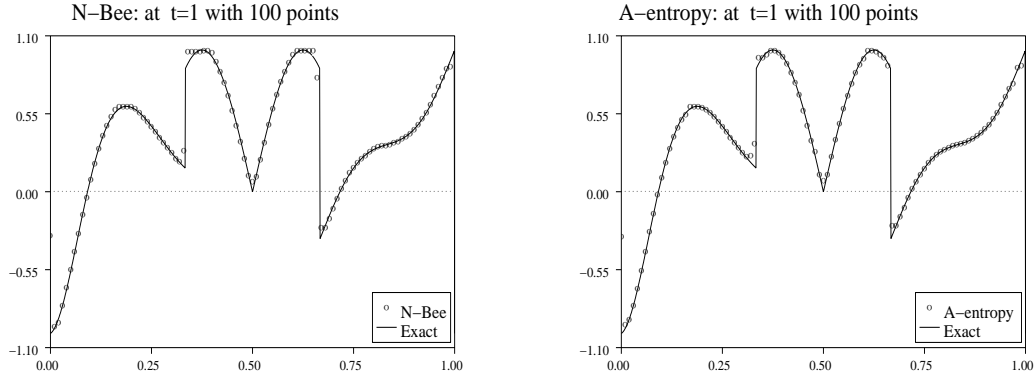 N−Bee: at t=1 with 100 points
1.10
0.55
0.00
−0.55
−1.10
0.00 0.25 0.50 0.75 1.00
N−Bee
Exact
A−entropy: at t=1 with 100 points
1.10
0.55
0.00
−0.55
−1.10
0.00 0.25 0.50 0.75 1.00
A−entropy
Exact